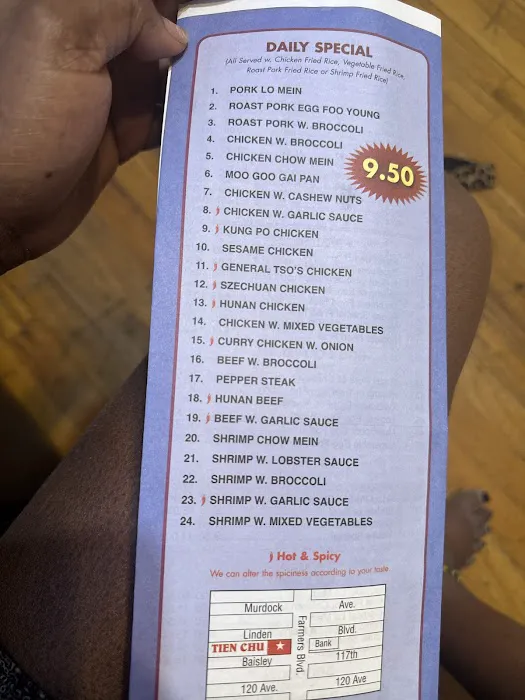 DAILY SPECIAL
(All Served w. Chicken Fried Rice, Vegetable Fried Rice,
Roast Pork Fried Rice or Shrimp Fried Rice)
1. PORK LO MEIN
2. ROAST PORK EGG FOO YOUNG
3. ROAST PORK W. BROCCOLI
4. CHICKEN W. BROCCOLI
5. CHICKEN CHOW MEIN
6. MOO GOO GAI PAN
9.50
7. CHICKEN W. CASHEW NUTS
8. CHICKEN W. GARLIC SAUCE
9. KUNG PO CHICKEN
10. SESAME CHICKEN
11. GENERAL TSO'S CHICKEN
12. SZECHUAN CHICKEN
13. HUNAN CHICKEN
14. CHICKEN W. MIXED VEGETABLES
15. CURRY CHICKEN W. ONION
16. BEEF W. BROCCOLI
17. PEPPER STEAK
18. HUNAN BEEF
19. BEEF W. GARLIC SAUCE
20. SHRIMP CHOW MEIN
21. SHRIMP W. LOBSTER SAUCE
22. SHRIMP W. BROCCOLI
23. SHRIMP W. GARLIC SAUCE
24. SHRIMP W. MIXED VEGETABLES
Hot & Spicy
We can alter the spiciness according to your taste
Murdock Ave.
Linden Blvd.
TIEN CHU
Farmers Blvd.
Bank
Baisley 117th
120 Ave. 120 Ave